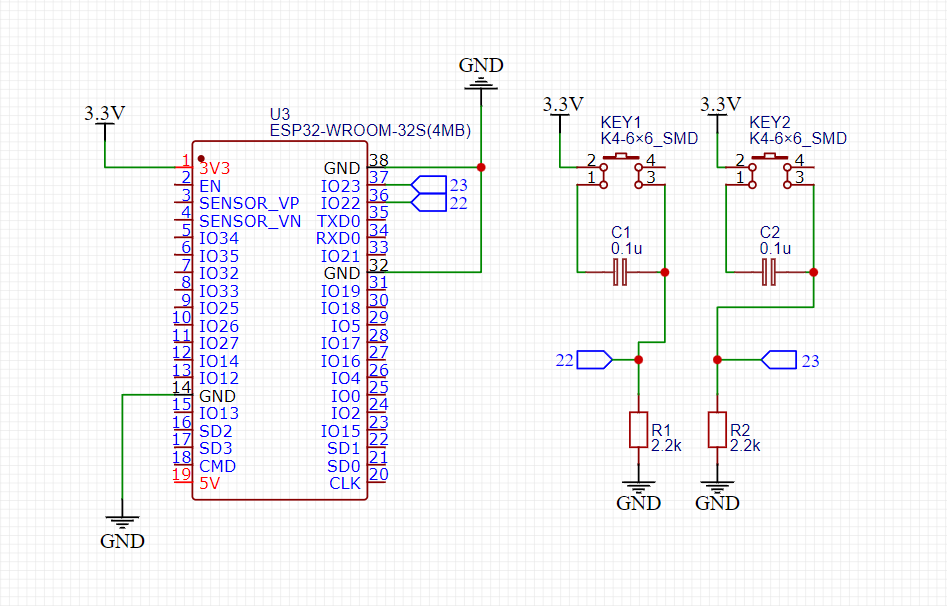 GND
3.3V
U3
ESP32-WROOM-32S(4MB)
1 3V3
2 EN
3 SENSOR_VP
4 SENSOR_VN
5 IO34
6 IO35
7 IO32
8 IO33
9 IO25
10 IO26
11 IO27
12 IO14
13 IO12
14 GND
15 IO13
16 SD2
17 SD3
18 CMD
19 5V
GND 38
IO23 37
IO22 36
TXD0 35
RXD0 34
IO21 33
GND 32
IO19 31
IO18 30
IO5 29
IO17 28
IO16 27
IO4 26
IO0 25
IO2 24
IO15 23
SD1 22
SD0 21
CLK 20
23
22
GND
3.3V
KEY1
K4-6×6_SMD
2 4
1 3
C1
0.1u
22
R1
2.2k
GND
3.3V
KEY2
K4-6×6_SMD
2 4
1 3
C2
0.1u
23
R2
2.2k
GND